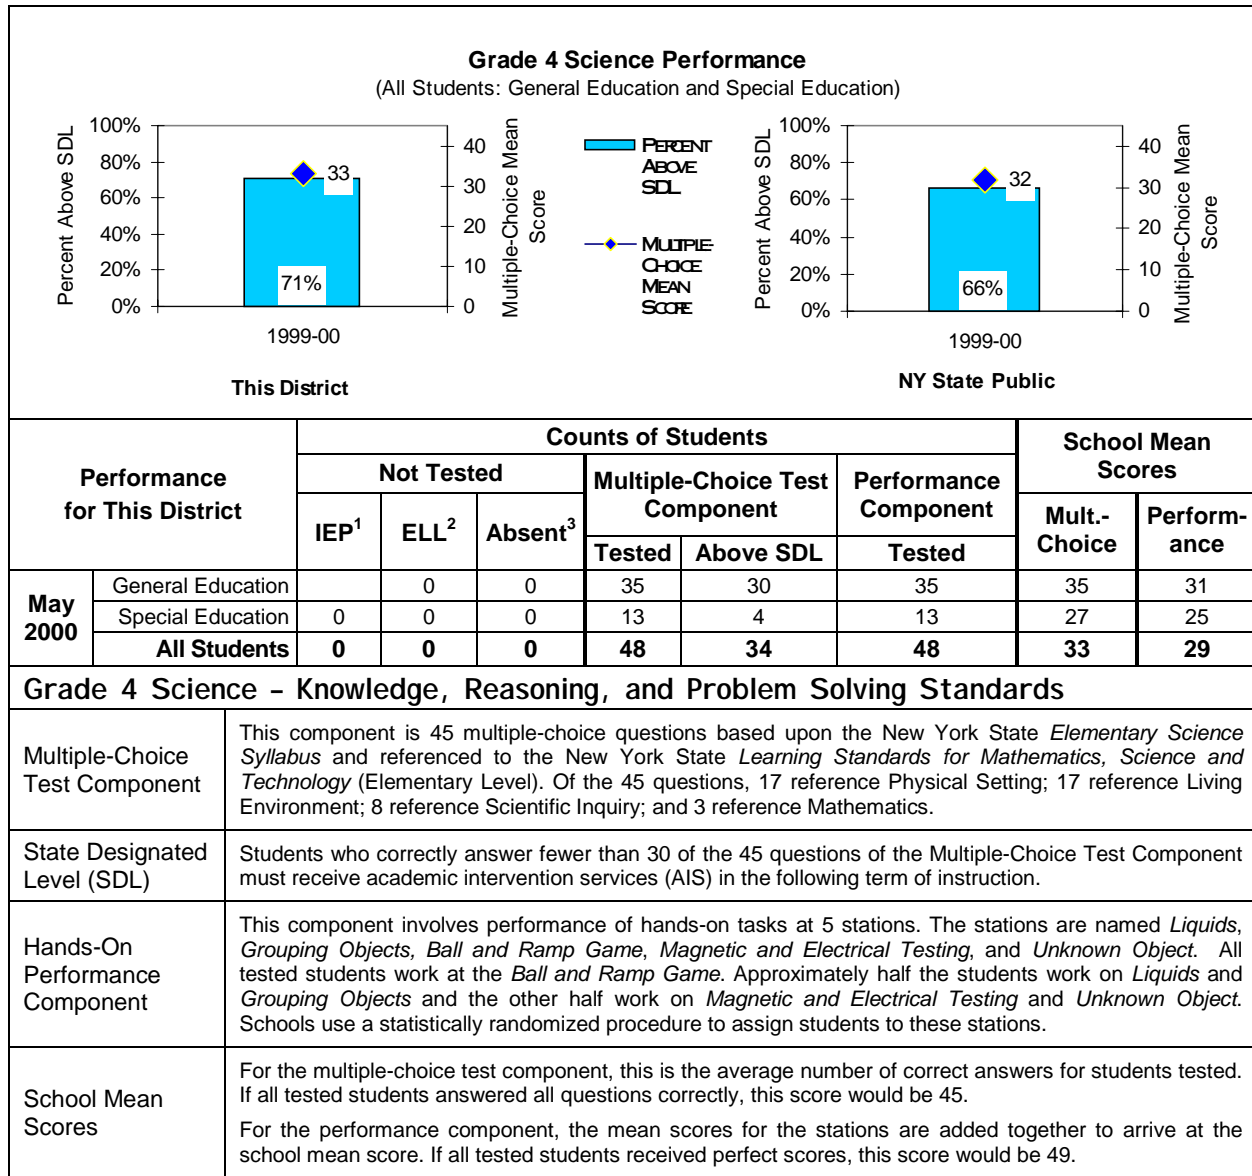 Grade 4 Science Performance
(All Students: General Education and Special Education)
Percent Above SDL
100%
80%
60%
40%
20%
0%
33
71%
1999-00
40
30
20
10
0
Multiple-Choice Mean
Score
This District
PERCENT
ABOVE
SDL
MULTIPLE-
CHOICE
MEAN
SCORE
Percent Above SDL
100%
80%
60%
40%
20%
0%
32
66%
1999-00
40
30
20
10
0
Multiple-Choice Mean
Score
NY State Public
Performance
for This District
Counts of Students
School Mean
Scores
Not Tested
Multiple-Choice Test
Component
Performance
Component
IEP1 ELL2 Absent3
Mult.-
Choice
Perform-
ance
Tested Above SDL Tested
May
2000
General Education 0 0 35 30 35 35 31
Special Education 0 0 0 13 4 13 27 25
All Students 0 0 0 48 34 48 33 29
Grade 4 Science – Knowledge, Reasoning, and Problem Solving Standards
Multiple-Choice
Test Component
This component is 45 multiple-choice questions based upon the New York State Elementary Science
Syllabus and referenced to the New York State Learning Standards for Mathematics, Science and
Technology (Elementary Level). Of the 45 questions, 17 reference Physical Setting; 17 reference Living
Environment; 8 reference Scientific Inquiry; and 3 reference Mathematics.
State Designated
Level (SDL)
Students who correctly answer fewer than 30 of the 45 questions of the Multiple-Choice Test Component
must receive academic intervention services (AIS) in the following term of instruction.
Hands-On
Performance
Component
This component involves performance of hands-on tasks at 5 stations. The stations are named Liquids,
Grouping Objects, Ball and Ramp Game, Magnetic and Electrical Testing, and Unknown Object. All
tested students work at the Ball and Ramp Game. Approximately half the students work on Liquids and
Grouping Objects and the other half work on Magnetic and Electrical Testing and Unknown Object.
Schools use a statistically randomized procedure to assign students to these stations.
School Mean
Scores
For the multiple-choice test component, this is the average number of correct answers for students tested.
If all tested students answered all questions correctly, this score would be 45.
For the performance component, the mean scores for the stations are added together to arrive at the
school mean score. If all tested students received perfect scores, this score would be 49.